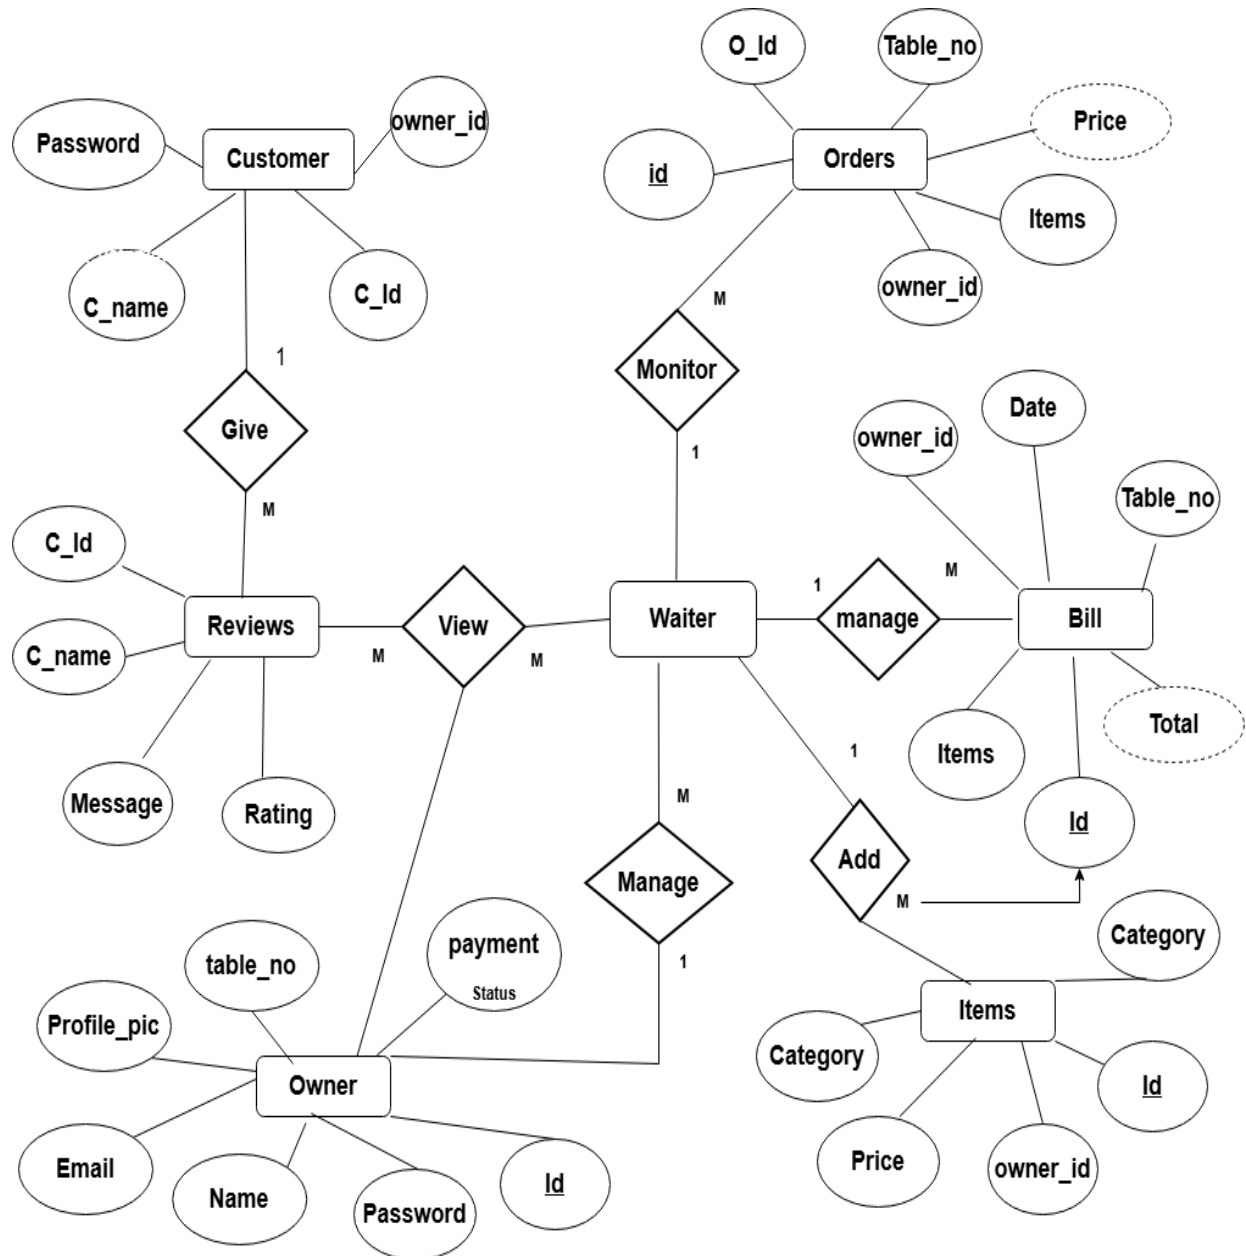 O_Id
Table_no
owner_id
Price
Password
Customer
Orders
id
Items
C_name
C_Id
owner_id
M
1
Monitor
Date
Give
owner_id
1
Table_no
M
C_Id
M
1
Reviews
View
Waiter
manage
Bill
C_name
M
M
Total
1
Items
Message
Rating
M
Id
Add
Manage
M
Category
payment
Status
table_no
1
Profile_pic
Items
Category
Owner
Id
Email
Price
owner_id
Name
Password
Id